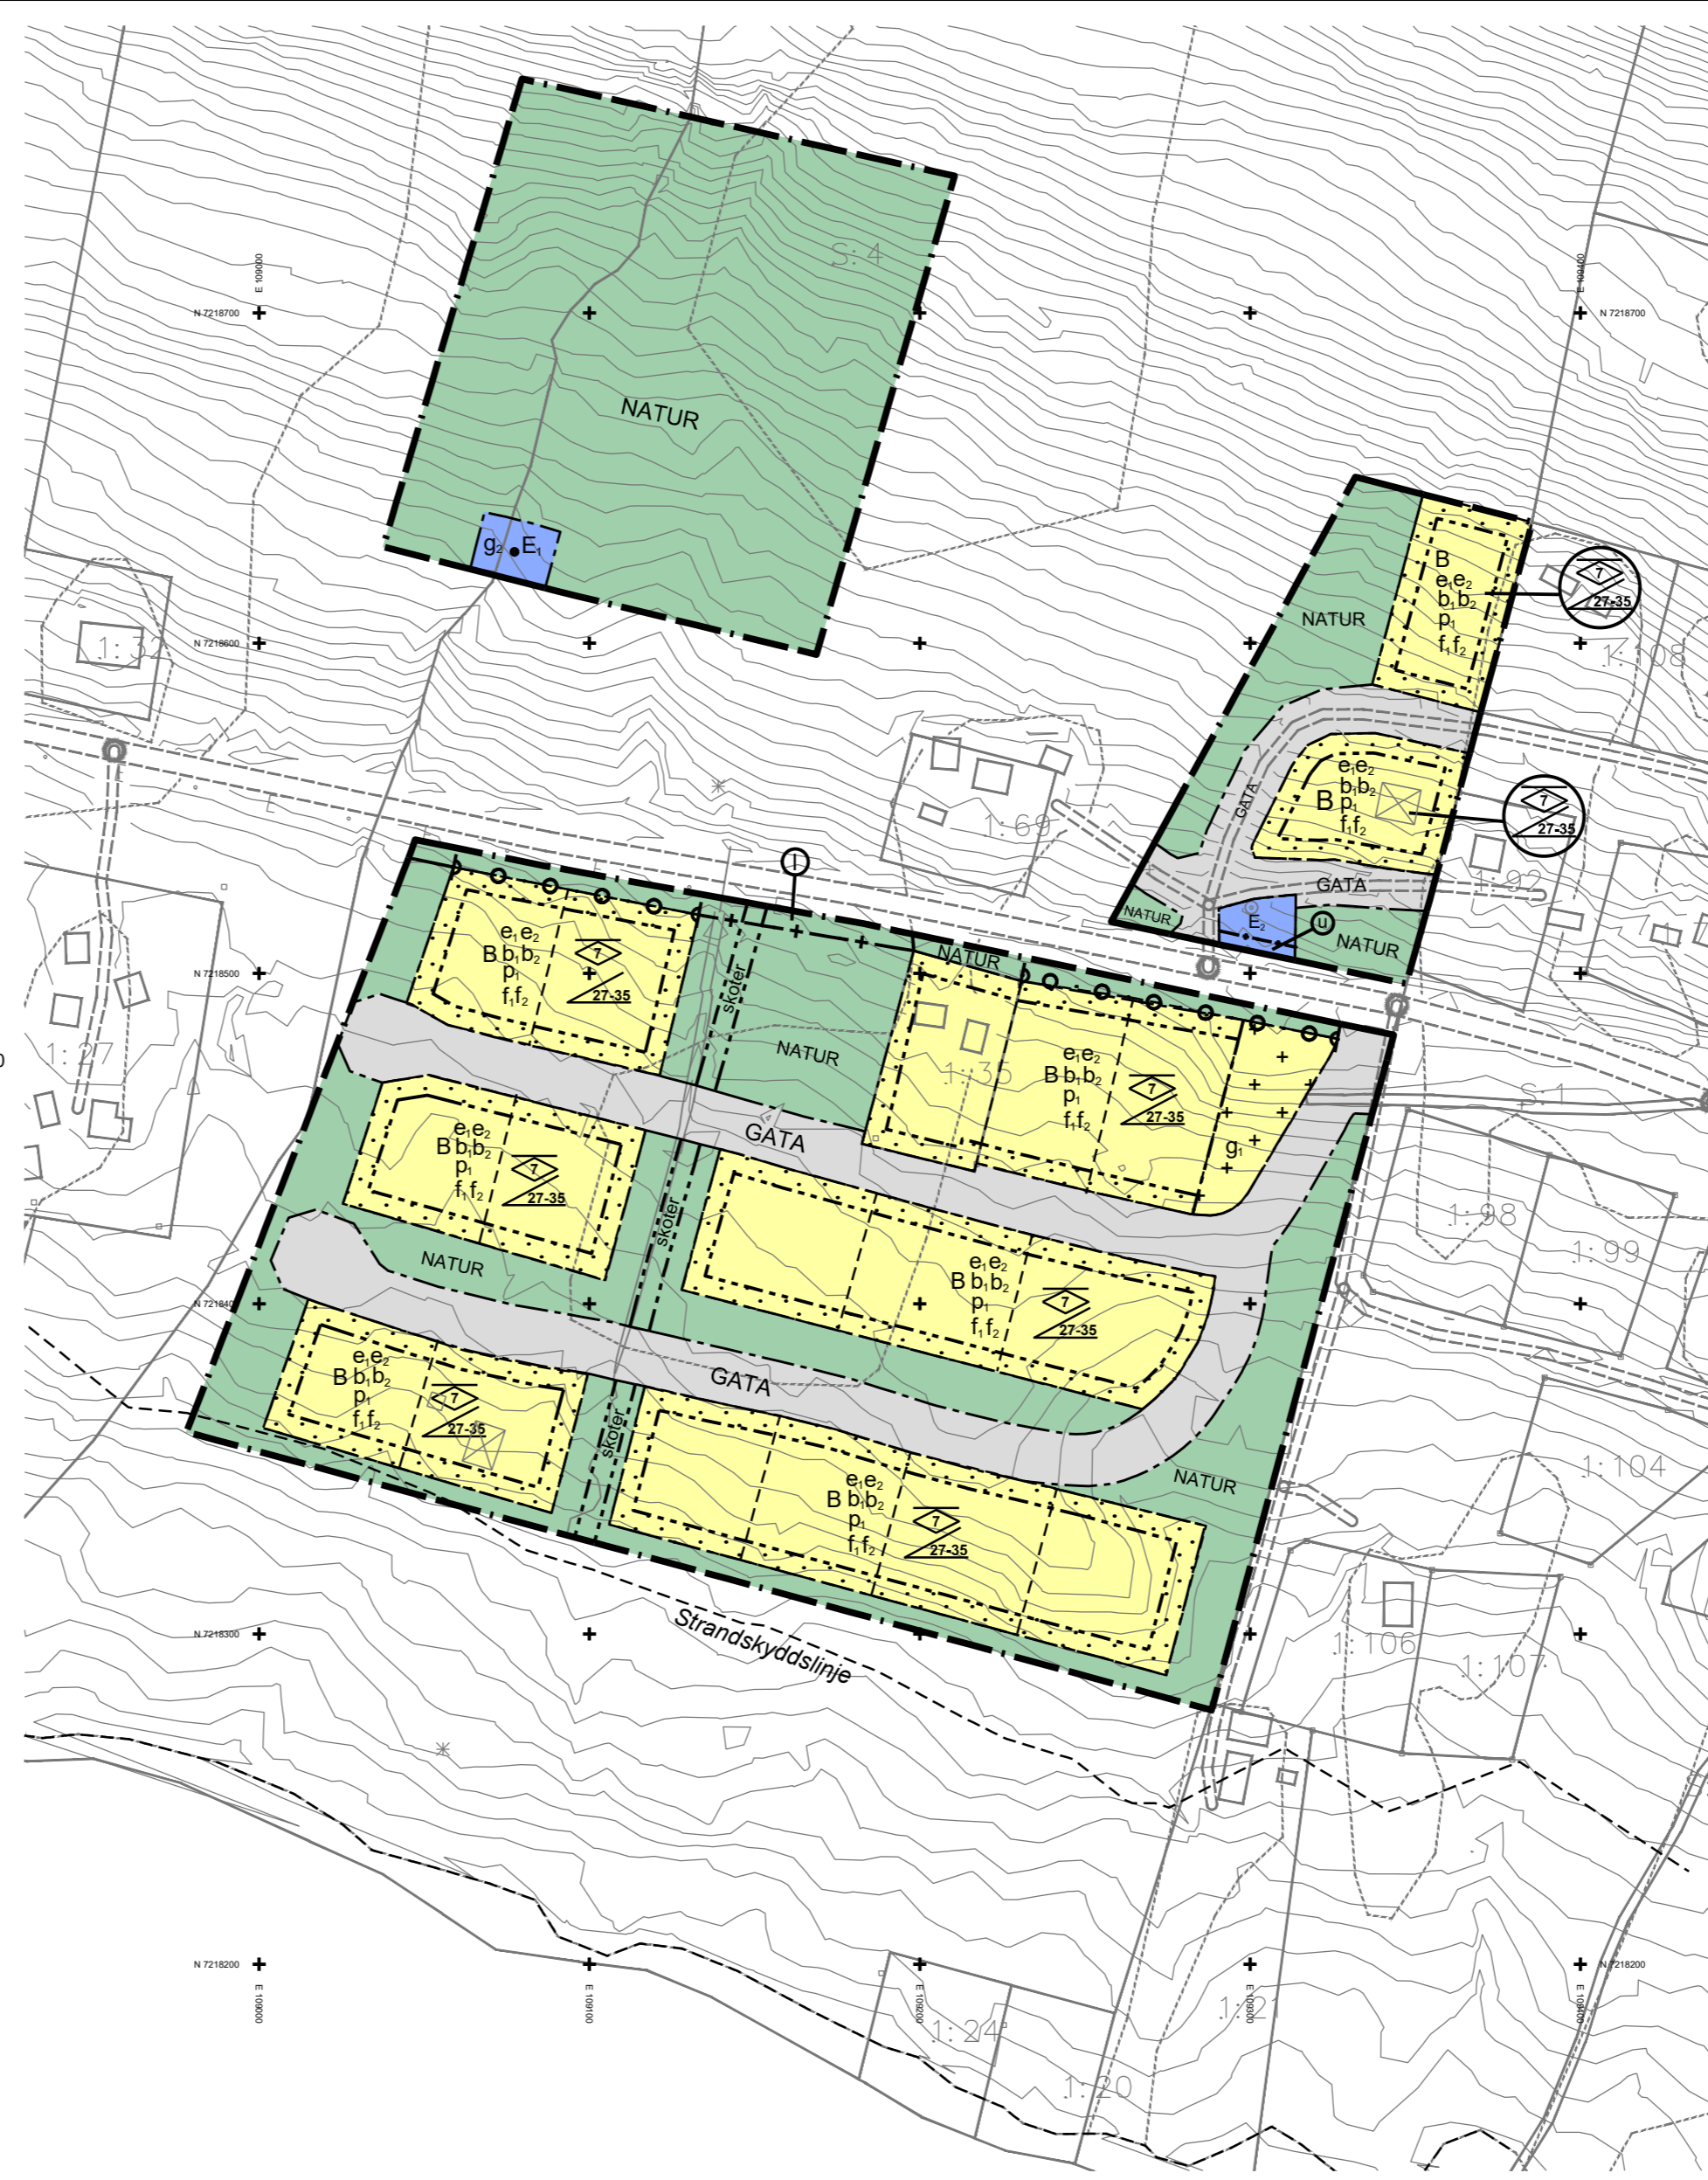 E 109000
N 7218700
S:4
N 7218700
NATUR
g₂ E₁
B
e₁e₂
b₁b₂
p₁
f₁f₂
7
27-35
NATUR
1:32
N 7218600
1:108
GATA
e₁e₂
b₁b₂
B p₁
f₁f₂
7
27-35
1:69
I
GATA
1:92
NATUR
E₂
u
NATUR
e₁e₂
B b₁b₂
p₁
f₁f₂
7
27-35
N 7218500
skoter
NATUR
NATUR
1:27
1:35
e₁e₂
B b₁b₂
p₁
f₁f₂
7
27-35
S:1
g₁
GATA
e₁e₂
B b₁b₂
p₁
f₁f₂
7
27-35
skoter
NATUR
1:98
1:99
e₁e₂
B b₁b₂
p₁
f₁f₂
7
27-35
GATA
e₁e₂
B b₁b₂
p₁
f₁f₂
7
27-35
skoter
NATUR
1:104
e₁e₂
B b₁b₂
p₁
f₁f₂
7
27-35
N 7218300
Strandskyddslinje
1:106
1:107
N 7218200
N 7218200
E 109000
E 109100
E 109200
E 109300
E 109400
1:24
1:21
1:20